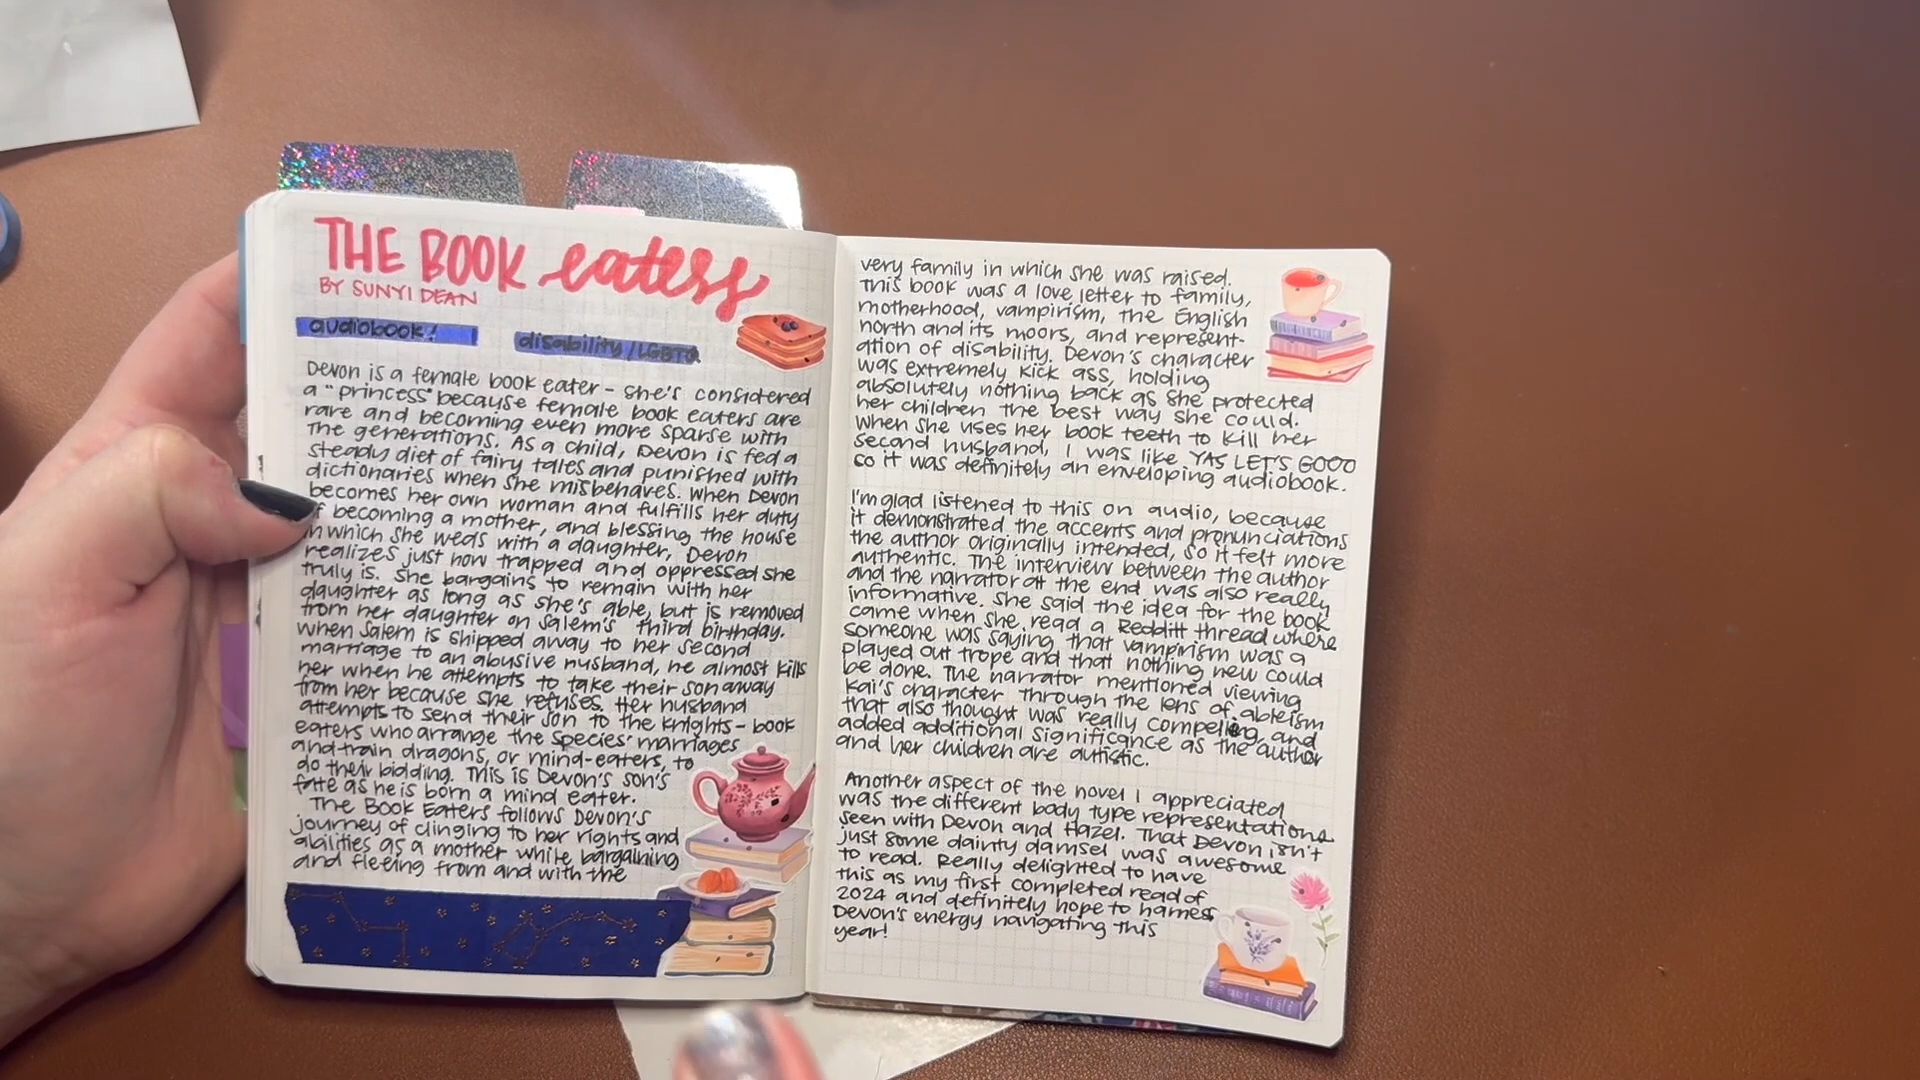 THE BOOK eaters
BY SUNYI DEAN
audiobook!
disability/LGBTQ
Devon is a female book eater - she's considered
a "princess" because female book eaters are
rare and becoming even more sparse with
the generations. As a child, Devon is fed a
steady diet of fairy tales and punished with
dictionaries when she misbehaves. When Devon
becomes her own woman and fulfills her duty
of becoming a mother, and blessing the house
in which she weds with a daughter, Devon
realizes just how trapped and oppressed she
truly is. She bargains to remain with her
daughter as long as she's able, but is removed
from her daughter on Salem's third birthday.
When Salem is shipped away to her second
marriage to an abusive husband, he almost kills
her when he attempts to take their son away
from her because she refuses. Her husband
attempts to send their son to the Knights - book
eaters who arrange the species' marriages
and train dragons, or mind-eaters, to
do their bidding. This is Devon's son's
fate as he is born a mind eater.
The Book Eaters follows Devon's
journey of clinging to her rights and
abilities as a mother while bargaining
and fleeing from and with the
very family in which she was raised.
This book was a love letter to family,
motherhood, vampirism, the English
north and its moors, and represent-
ation of disability. Devon's character
was extremely kick ass, holding
absolutely nothing back as she protected
her children the best way she could.
When she uses her book teeth to kill her
second husband, I was like YAS LET'S GOOO
so it was definitely an enveloping audiobook.
I'm glad listened to this on audio, because
it demonstrated the accents and pronunciations
the author originally intended, so it felt more
authentic. The interview between the author
and the narrator at the end was also really
informative. She said the idea for the book
came when she read a Redditt thread where
someone was saying that vampirism was a
played out trope and that nothing new could
be done. The narrator mentioned viewing
Kai's character through the lens of ableism
that also thought was really compelling, and
added additional significance as the author
and her children are autistic.
Another aspect of the novel I appreciated
was the different body type representations
seen with Devon and Hazel. That Devon isn't
just some dainty damsel was awesome
to read. Really delighted to have
this as my first completed read of
2024 and definitely hope to harness
Devon's energy navigating this
year!